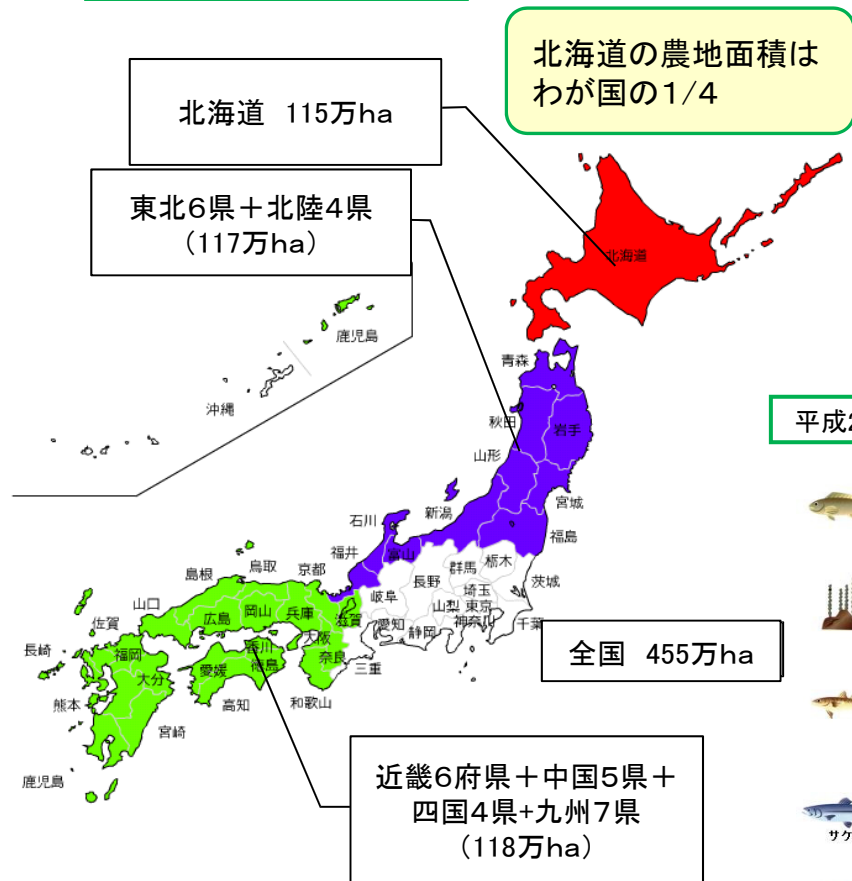 北海道の農地面積は
わが国の1/4
北海道 115万ha
東北6県＋北陸4県
(117万ha)
北海道
鹿児島
沖縄
青森
秋田
岩手
山形
宮城
新潟
石川
福島
福井
富山
栃木
群馬
長野
茨城
埼玉
岐阜
山梨
東京
神奈川
千葉
愛知
静岡
三重
京都
鳥取
島根
山口
広島
岡山
兵庫
滋賀
大阪
奈良
和歌山
香川
徳島
愛媛
高知
佐賀
長崎
福岡
大分
熊本
宮崎
鹿児島
平成2
全国 455万ha
近畿6府県＋中国5県＋
四国4県+九州7県
(118万ha)
サケ